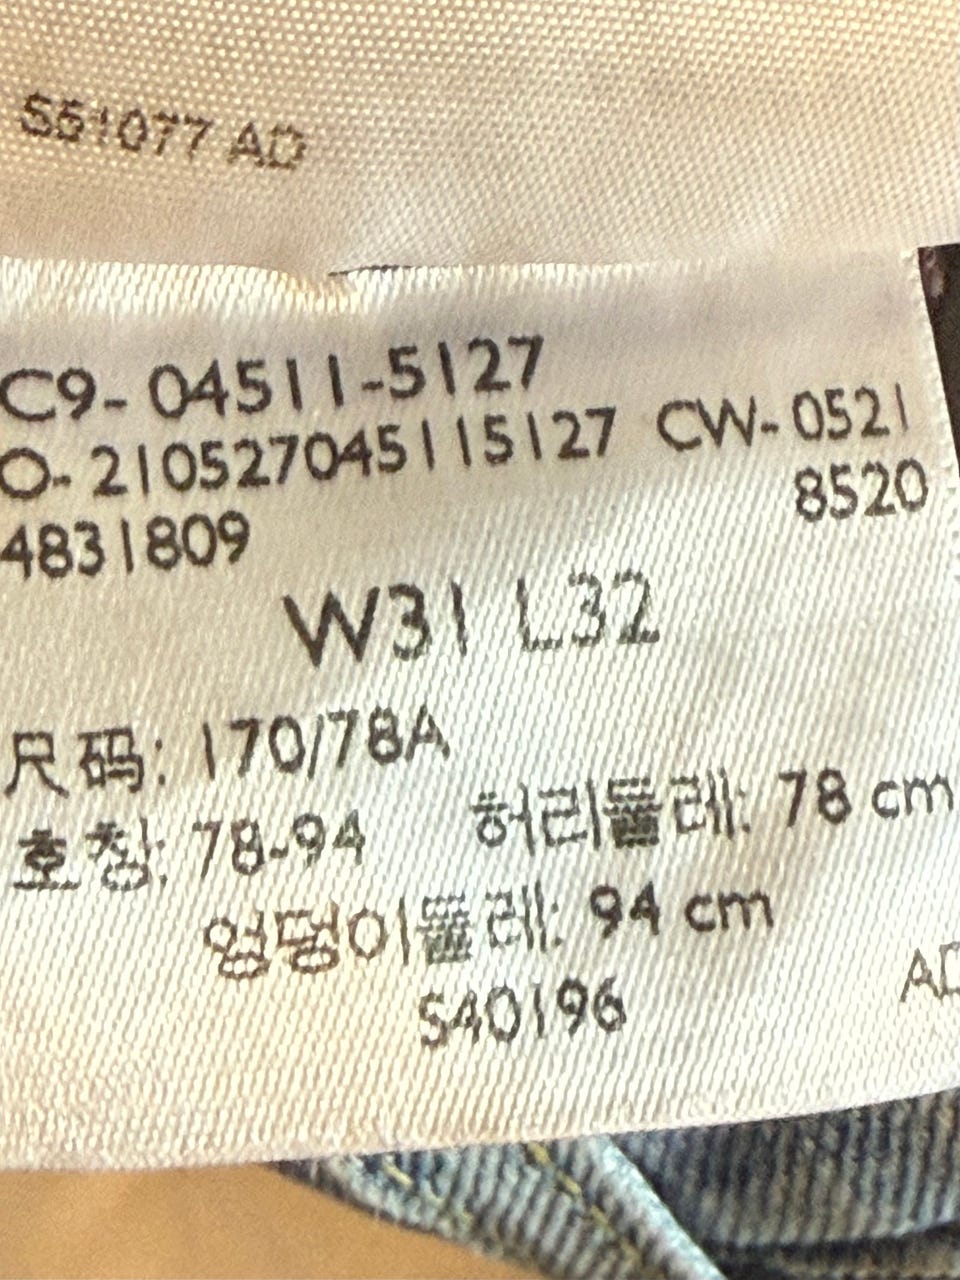 S51077 AD
C9- 04511-5127
O- 210527045115127 CW- 0521
4831809 8520
W31 L32
尺码: 170/78A
호칭: 78-94 허리둘레: 78 cm
엉덩이둘레: 94 cm
S40196 AD